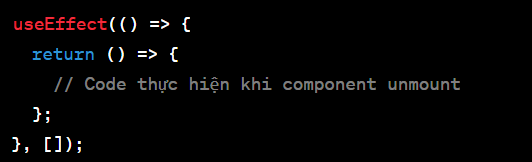 useEffect(() => {
  return () => {
    // Code thực hiện khi component unmount
  };
}, []);